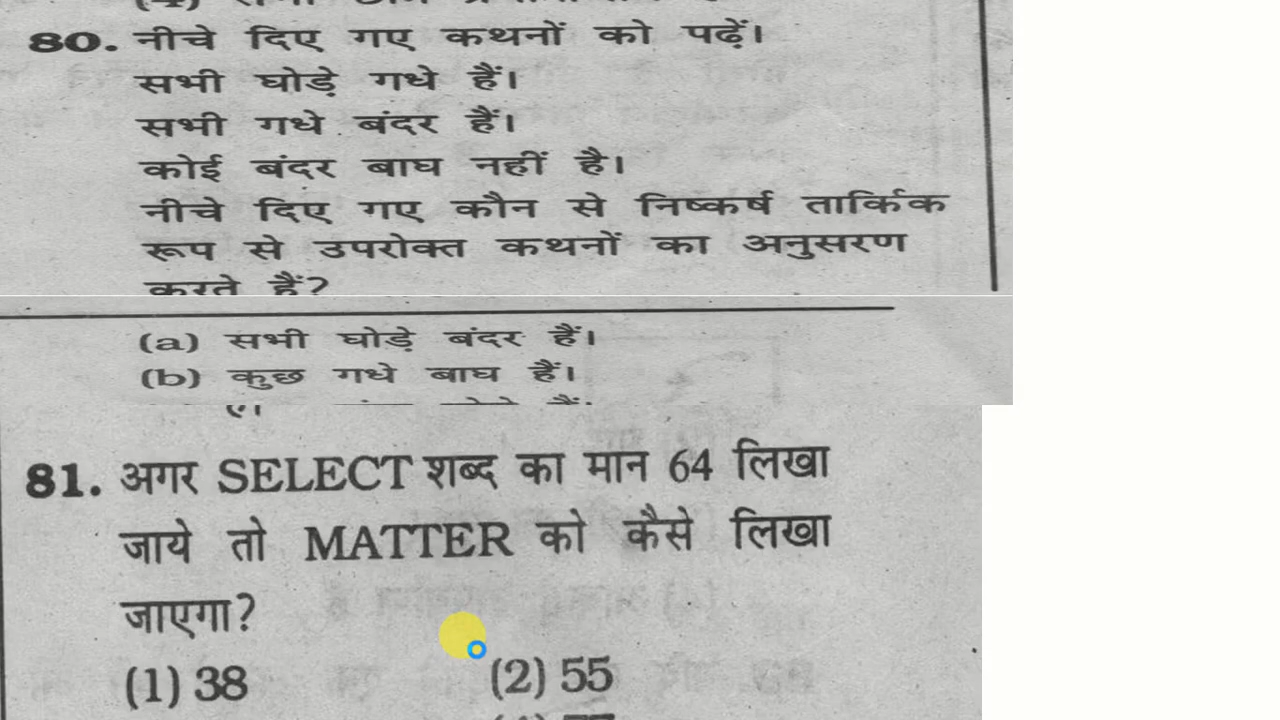 80. नीचे दिए गए कथनों को पढ़ें।
सभी घोड़े गधे हैं।
सभी गधे बंदर हैं।
कोई बंदर बाघ नहीं है।
नीचे दिए गए कौन से निष्कर्ष तार्किक
रूप से उपरोक्त कथनों का अनुसरण
करते हैं?
(a) सभी घोड़े बंदर हैं।
(b) कुछ गधे बाघ हैं।
81. अगर SELECT शब्द का मान 64 लिखा
जाये तो MATTER को कैसे लिखा
जाएगा?
(1) 38 (2) 55